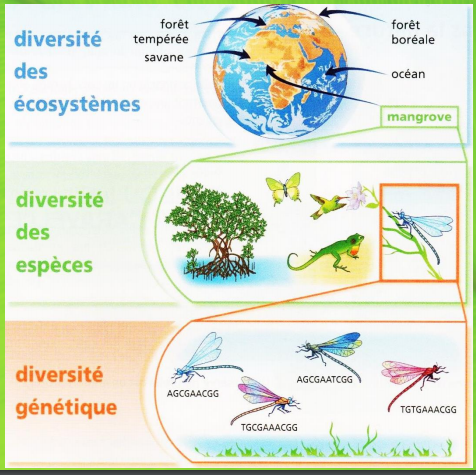 diversité
des
écosystèmes
forêt
tempérée
savane
forêt
boréale
océan
mangrove
diversité
des
espèces
diversité
génétique
AGCGAACGG
TGCGAAACGG
AGCGAATCGG
TGTGAAACGG